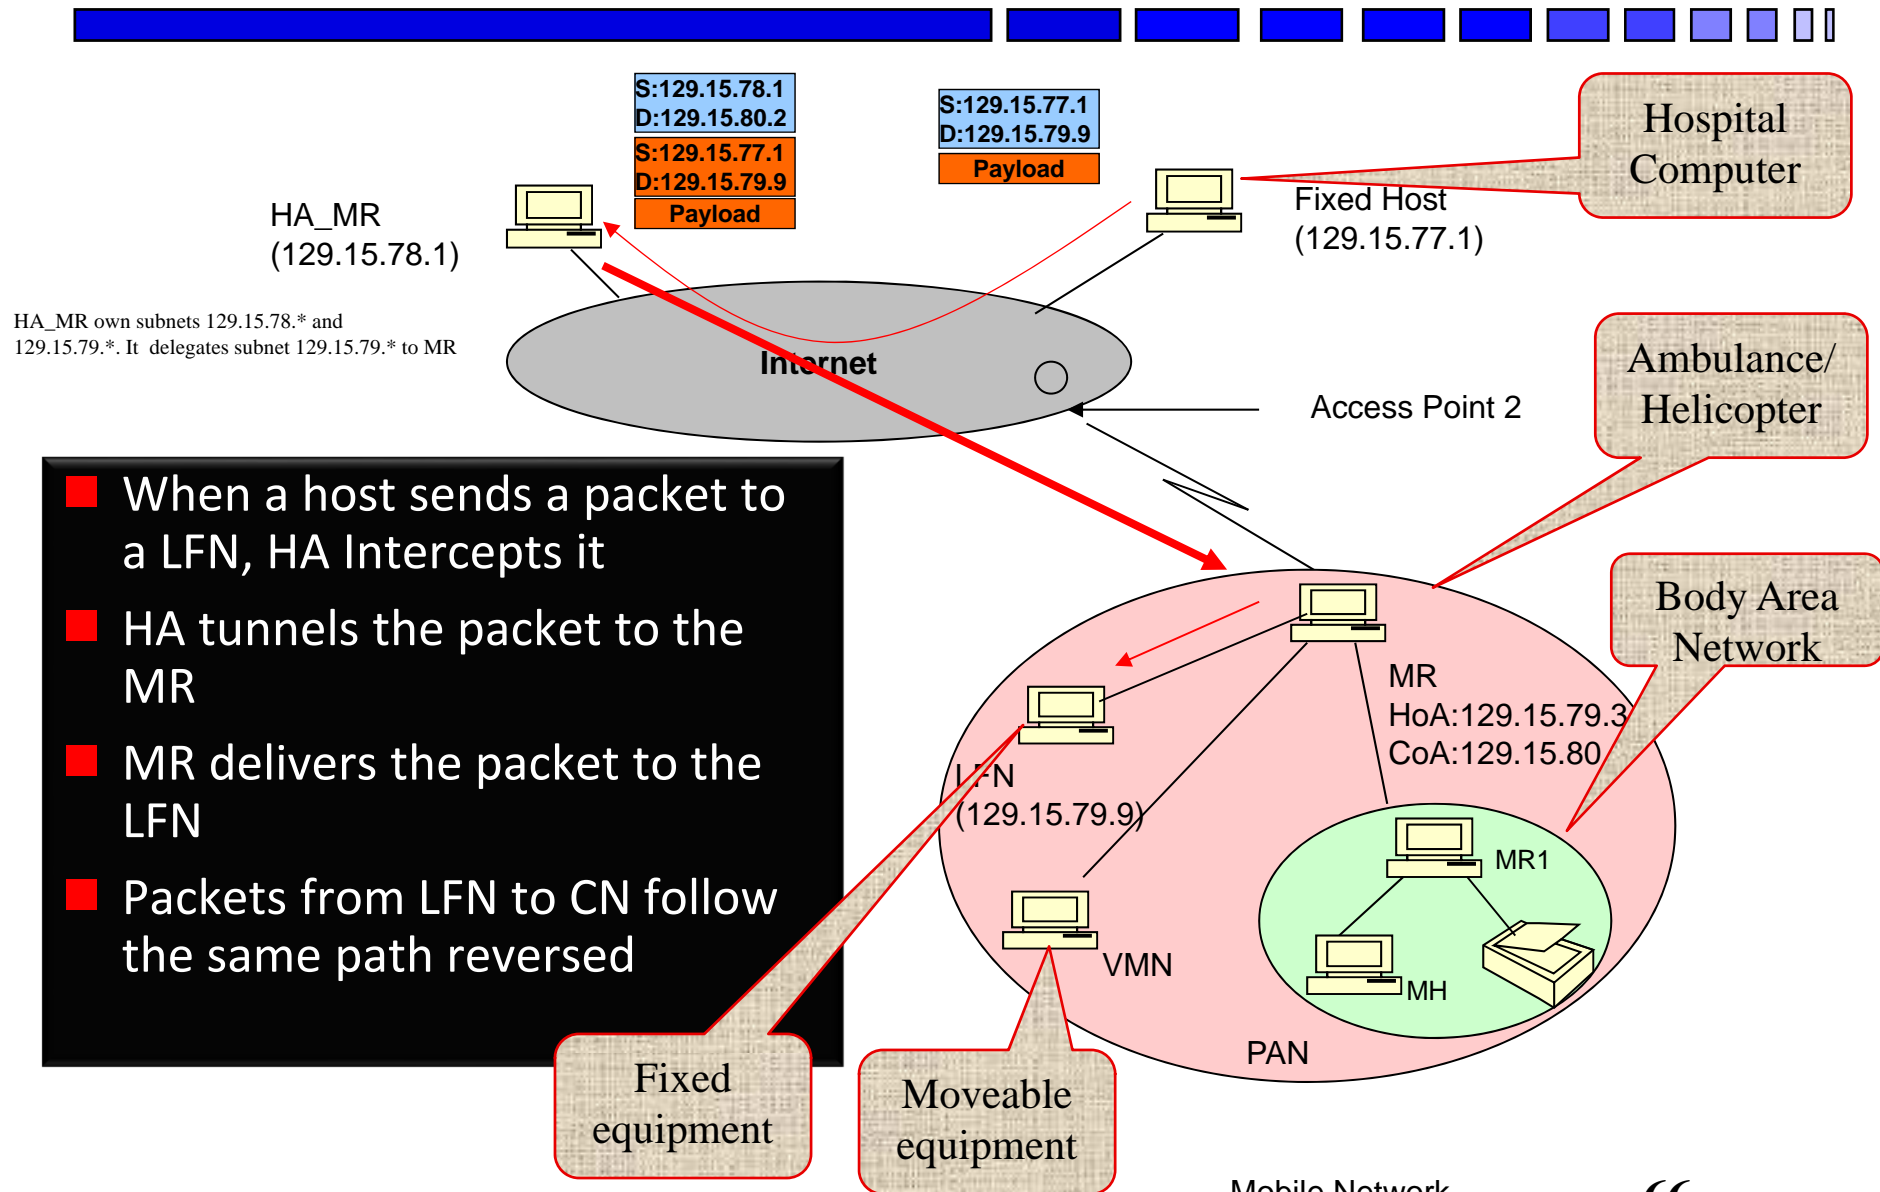 S:129.15.78.1
D:129.15.80.2
S:129.15.77.1
D:129.15.79.9
Payload
S:129.15.77.1
D:129.15.79.9
Payload
Hospital
Computer
HA_MR
(129.15.78.1)
Fixed Host
(129.15.77.1)
HA_MR own subnets 129.15.78.* and
129.15.79.*. It delegates subnet 129.15.79.* to MR
Internet
Access Point 2
Ambulance/
Helicopter
When a host sends a packet to
a LFN, HA Intercepts it
HA tunnels the packet to the
MR
MR delivers the packet to the
LFN
Packets from LFN to CN follow
the same path reversed
Body Area
Network
MR
HoA:129.15.79.3
CoA:129.15.80
LFN
(129.15.79.9)
MR1
VMN
MH
PAN
Fixed
equipment
Moveable
equipment
Mobile Network